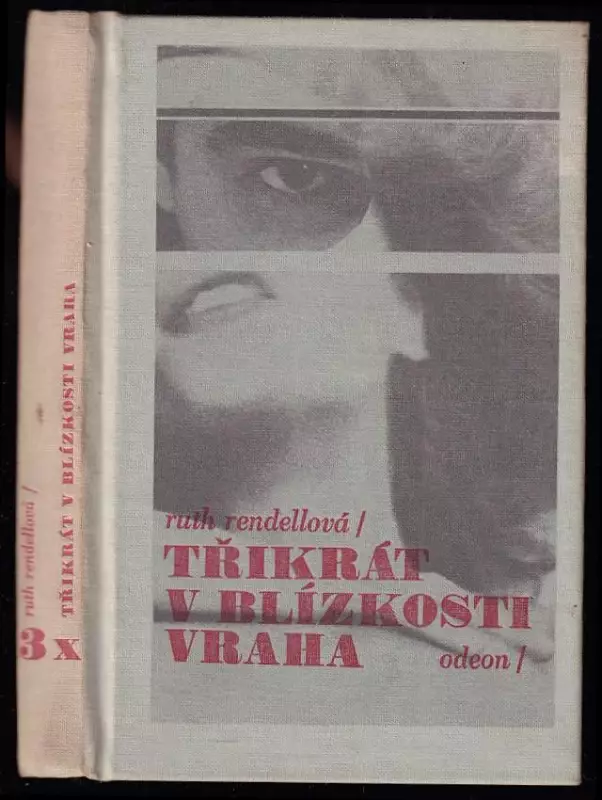 ruth rendellová /
TŘIKRÁT V BLÍZKOSTI VRAHA
3 x
ruth rendellová /
TŘIKRÁT
V BLÍZKOSTI
VRAHA
odeon /